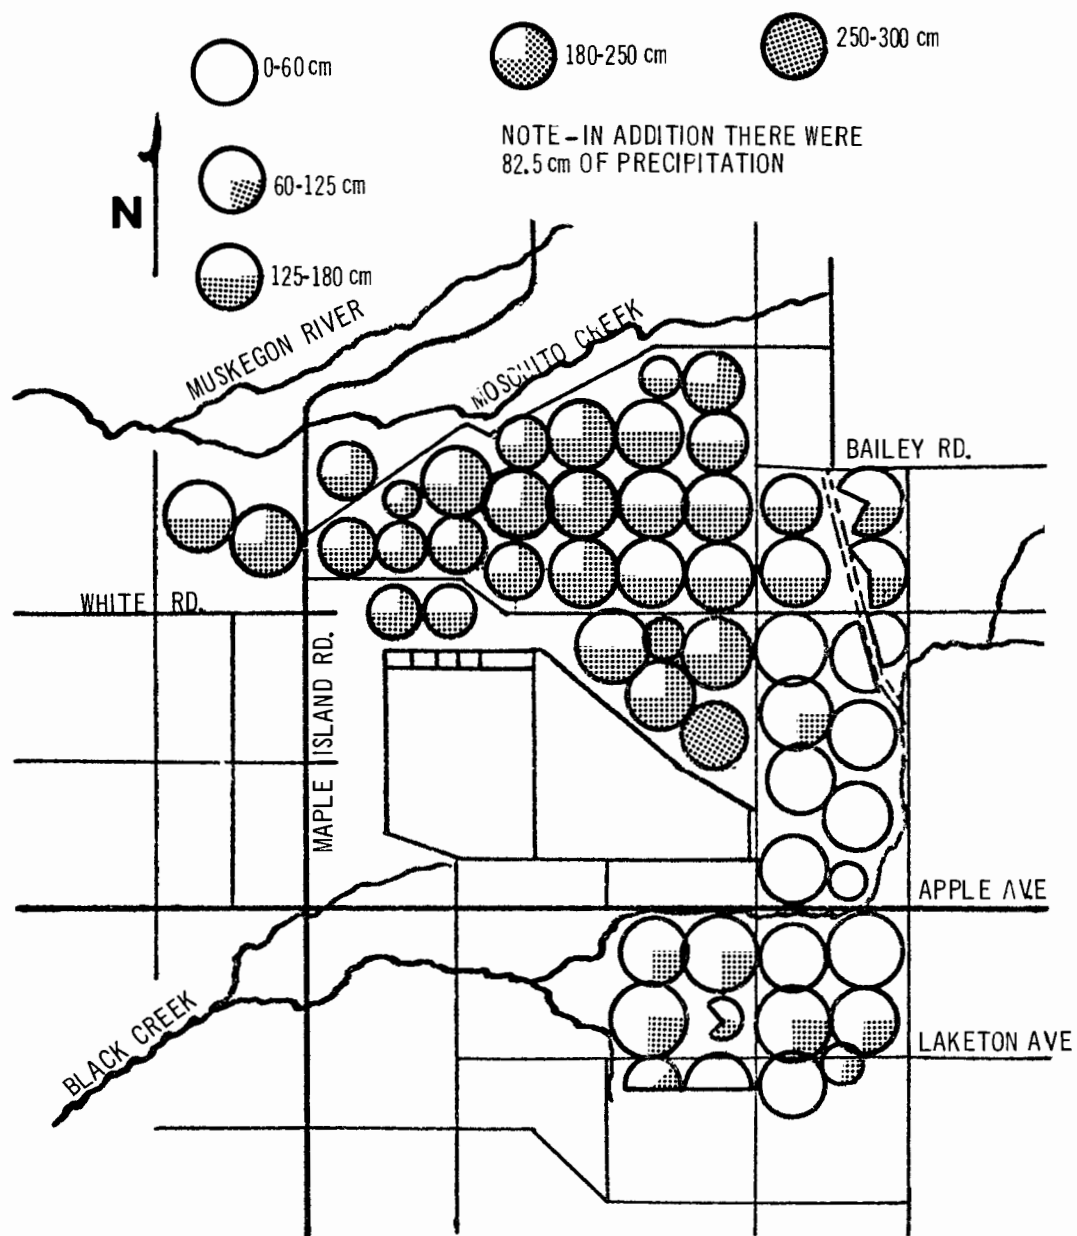 0-60 cm
180-250 cm
250-300 cm
NOTE-IN ADDITION THERE WERE
82.5 cm OF PRECIPITATION
60-125 cm
N
125-180 cm
MUSKEGON RIVER
MOSQUITO CREEK
BAILEY RD.
WHITE RD.
MAPLE ISLAND RD.
APPLE AVE
BLACK CREEK
LAKETON AVE